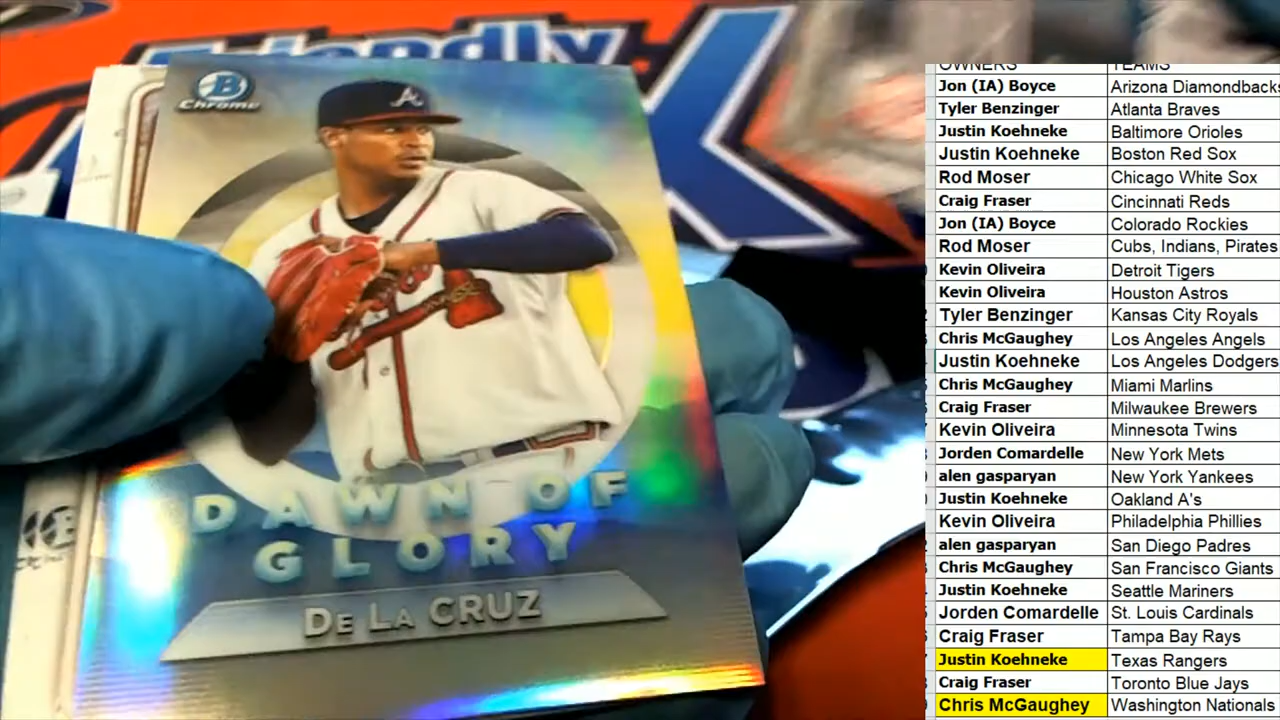 Friendly
B
Chrome
A
DAWN OF
GLORY
DE LA CRUZ
OWNERS TEAMS
Jon (IA) Boyce Arizona Diamondbacks
Tyler Benzinger Atlanta Braves
Justin Koehneke Baltimore Orioles
Justin Koehneke Boston Red Sox
Rod Moser Chicago White Sox
Craig Fraser Cincinnati Reds
Jon (IA) Boyce Colorado Rockies
Rod Moser Cubs, Indians, Pirates
Kevin Oliveira Detroit Tigers
Kevin Oliveira Houston Astros
Tyler Benzinger Kansas City Royals
Chris McGaughey Los Angeles Angels
Justin Koehneke Los Angeles Dodgers
Chris McGaughey Miami Marlins
Craig Fraser Milwaukee Brewers
Kevin Oliveira Minnesota Twins
Jorden Comardelle New York Mets
alen gasparyan New York Yankees
Justin Koehneke Oakland A's
Kevin Oliveira Philadelphia Phillies
alen gasparyan San Diego Padres
Chris McGaughey San Francisco Giants
Justin Koehneke Seattle Mariners
Jorden Comardelle St. Louis Cardinals
Craig Fraser Tampa Bay Rays
Justin Koehneke Texas Rangers
Craig Fraser Toronto Blue Jays
Chris McGaughey Washington Nationals